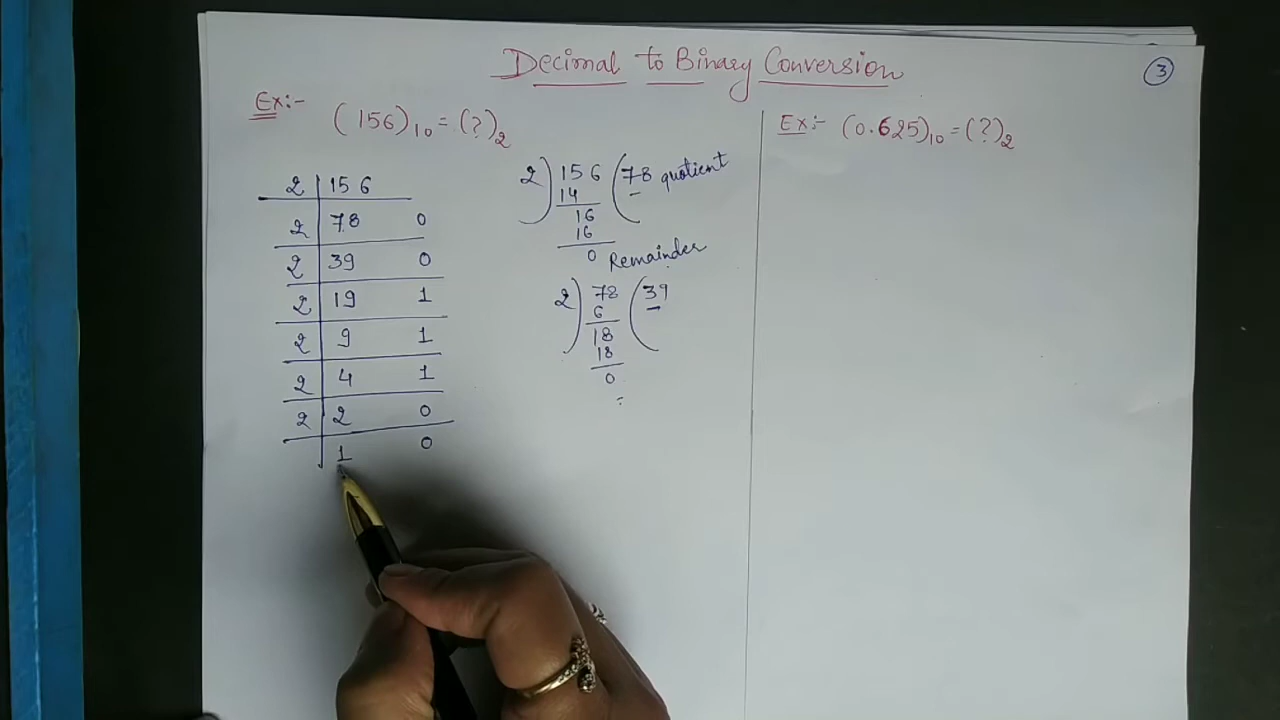 Decimal to Binary Conversion
3
Ex:- (156)10 = (?)2
2 | 156
2 | 78 0
2 | 39 0
2 | 19 1
2 | 9 1
2 | 4 1
2 | 2 0
1 0
2) 156 (78 quotient
14
16
16
0 Remainder
2) 78 (39
6
18
18
0
=
Ex:- (0.625)10 = (?)2